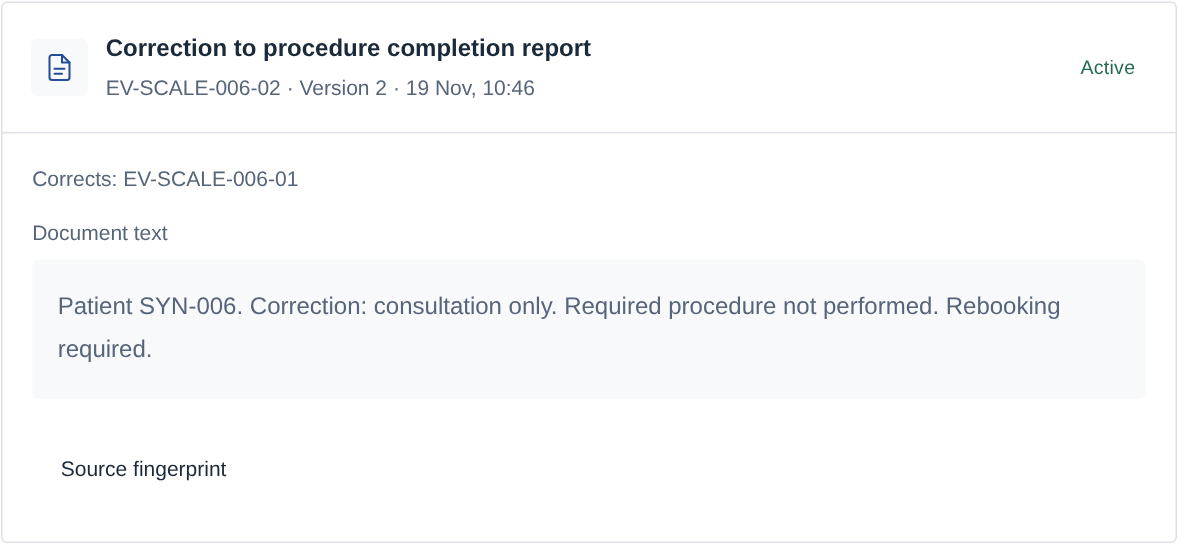 Correction to procedure completion report
EV-SCALE-006-02 · Version 2 · 19 Nov, 10:46
Active
Corrects: EV-SCALE-006-01
Document text
Patient SYN-006. Correction: consultation only. Required procedure not performed. Rebooking
required.
Source fingerprint